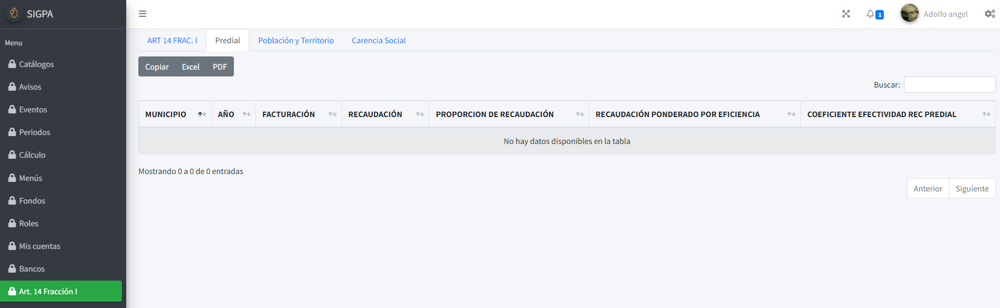 SIGPA
Menu
Catálogos
Avisos
Eventos
Periodos
Cálculo
Menús
Fondos
Roles
Mis cuentas
Bancos
Art. 14 Fracción I
1 Adolfo angel
ART 14 FRAC. I Predial Población y Territorio Carencia Social
Copiar Excel PDF
Buscar:
MUNICIPIO AÑO FACTURACIÓN RECAUDACIÓN PROPORCION DE RECAUDACIÓN RECAUDACIÓN PONDERADO POR EFICIENCIA COEFICIENTE EFECTIVIDAD REC PREDIAL
No hay datos disponibles en la tabla
Mostrando 0 a 0 de 0 entradas
Anterior Siguiente